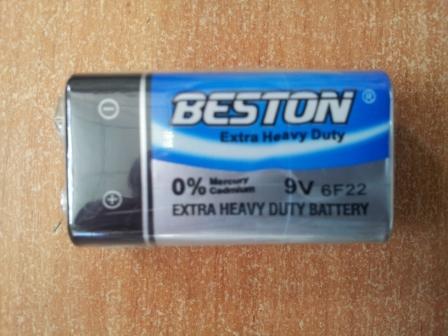 BESTON ®
Extra Heavy Duty
0% Mercury
Cadmium
9V 6F22
EXTRA HEAVY DUTY BATTERY